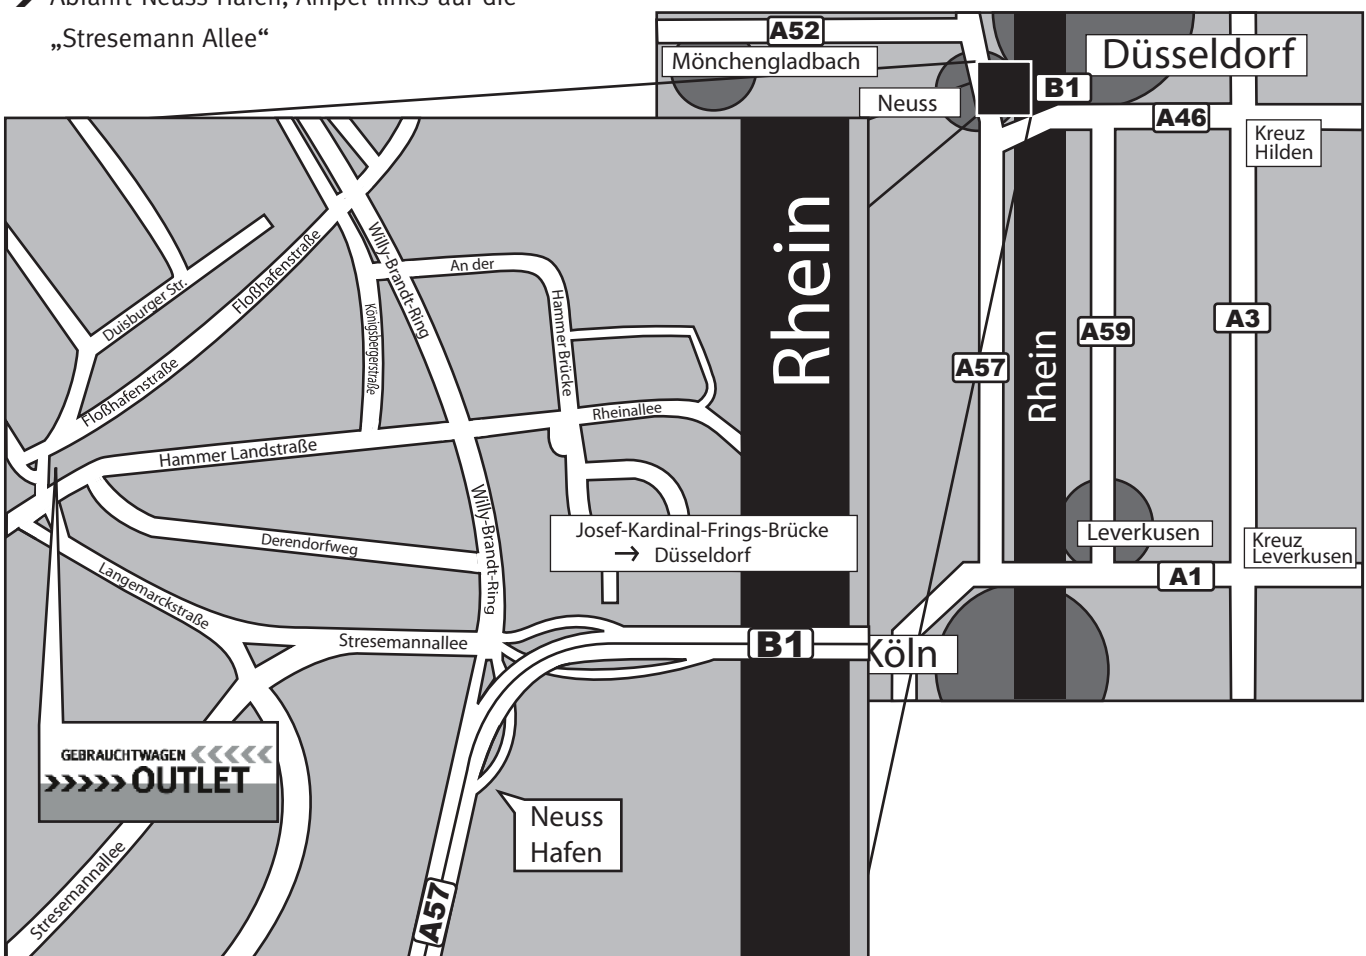 Abfahrt Neuss Hafen, Ampel links auf die
„Stresemann Allee“
A52
Mönchengladbach
Düsseldorf
B1
Neuss
A46
Kreuz
Hilden
Rhein
A57
A59
A3
Rhein
Leverkusen
Kreuz
Leverkusen
A1
Köln
Willy-Brandt-Ring
An der
Hammer Brücke
Königsbergerstraße
Floßhafenstraße
Duisburger Str.
Floßhafenstraße
Rheinallee
Hammer Landstraße
Willy-Brandt-Ring
Derendorfweg
Josef-Kardinal-Frings-Brücke
→ Düsseldorf
Langemarckstraße
Stresemannallee
B1
GEBRAUCHTWAGEN
OUTLET
Neuss
Hafen
Stresemannallee
A57